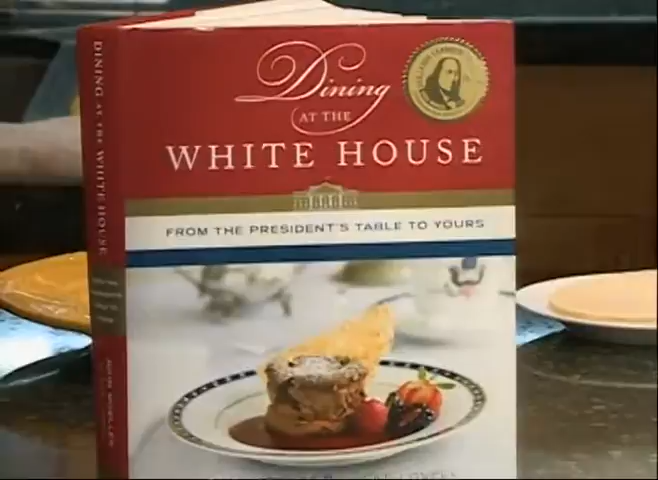 Dining
AT THE
WHITE HOUSE
FROM THE PRESIDENT'S TABLE TO YOURS
DINING AT THE WHITE HOUSE